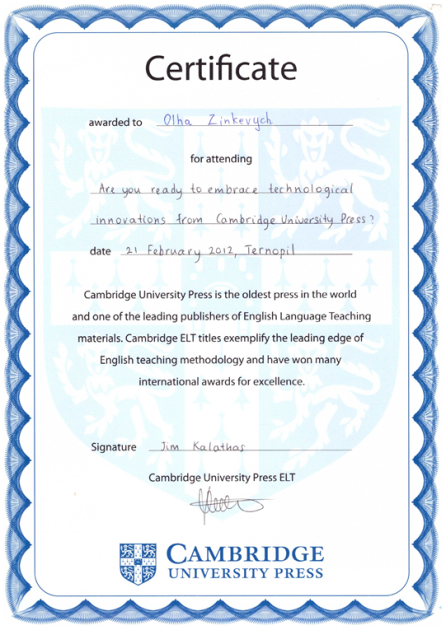 Certificate
awarded to Olha Zinkevych
for attending
Are you ready to embrace technological
innovations from Cambridge University Press?
date 21 February 2012, Ternopil
Cambridge University Press is the oldest press in the world
and one of the leading publishers of English Language Teaching
materials. Cambridge ELT titles exemplify the leading edge of
English teaching methodology and have won many
international awards for excellence.
Signature Jim Kalathas
Cambridge University Press ELT
CAMBRIDGE
UNIVERSITY PRESS